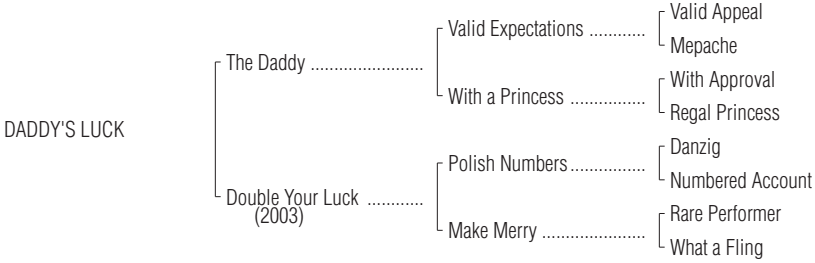 Valid Appeal
Valid Expectations ............
Mepache
The Daddy ........................
With Approval
With a Princess ................
Regal Princess
DADDY'S LUCK
Danzig
Polish Numbers................
Numbered Account
Double Your Luck ............
(2003)
Rare Performer
Make Merry ......................
What a Fling